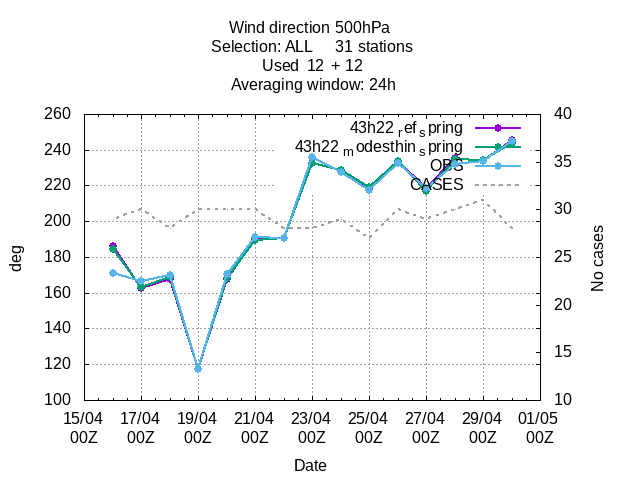 Wind direction 500hPa
Selection: ALL 31 stations
Used 12 + 12
Averaging window: 24h
260 40
43h22 ref spring
240 43h22 modesthin spring
35
OBS
220 CASES
200 30
180 deg 25 No cases
160 20
140
120 15
100 10
15/04 17/04 19/04 21/04 23/04 25/04 27/04 29/04 01/05
00Z 00Z 00Z 00Z 00Z 00Z 00Z 00Z 00Z
Date